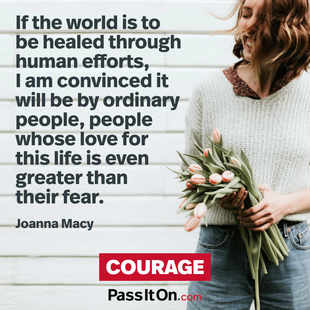 If the world is to
be healed through
human efforts,
I am convinced it
will be by ordinary
people, people
whose love for
this life is even
greater than
their fear.
Joanna Macy
COURAGE
PassItOn.com